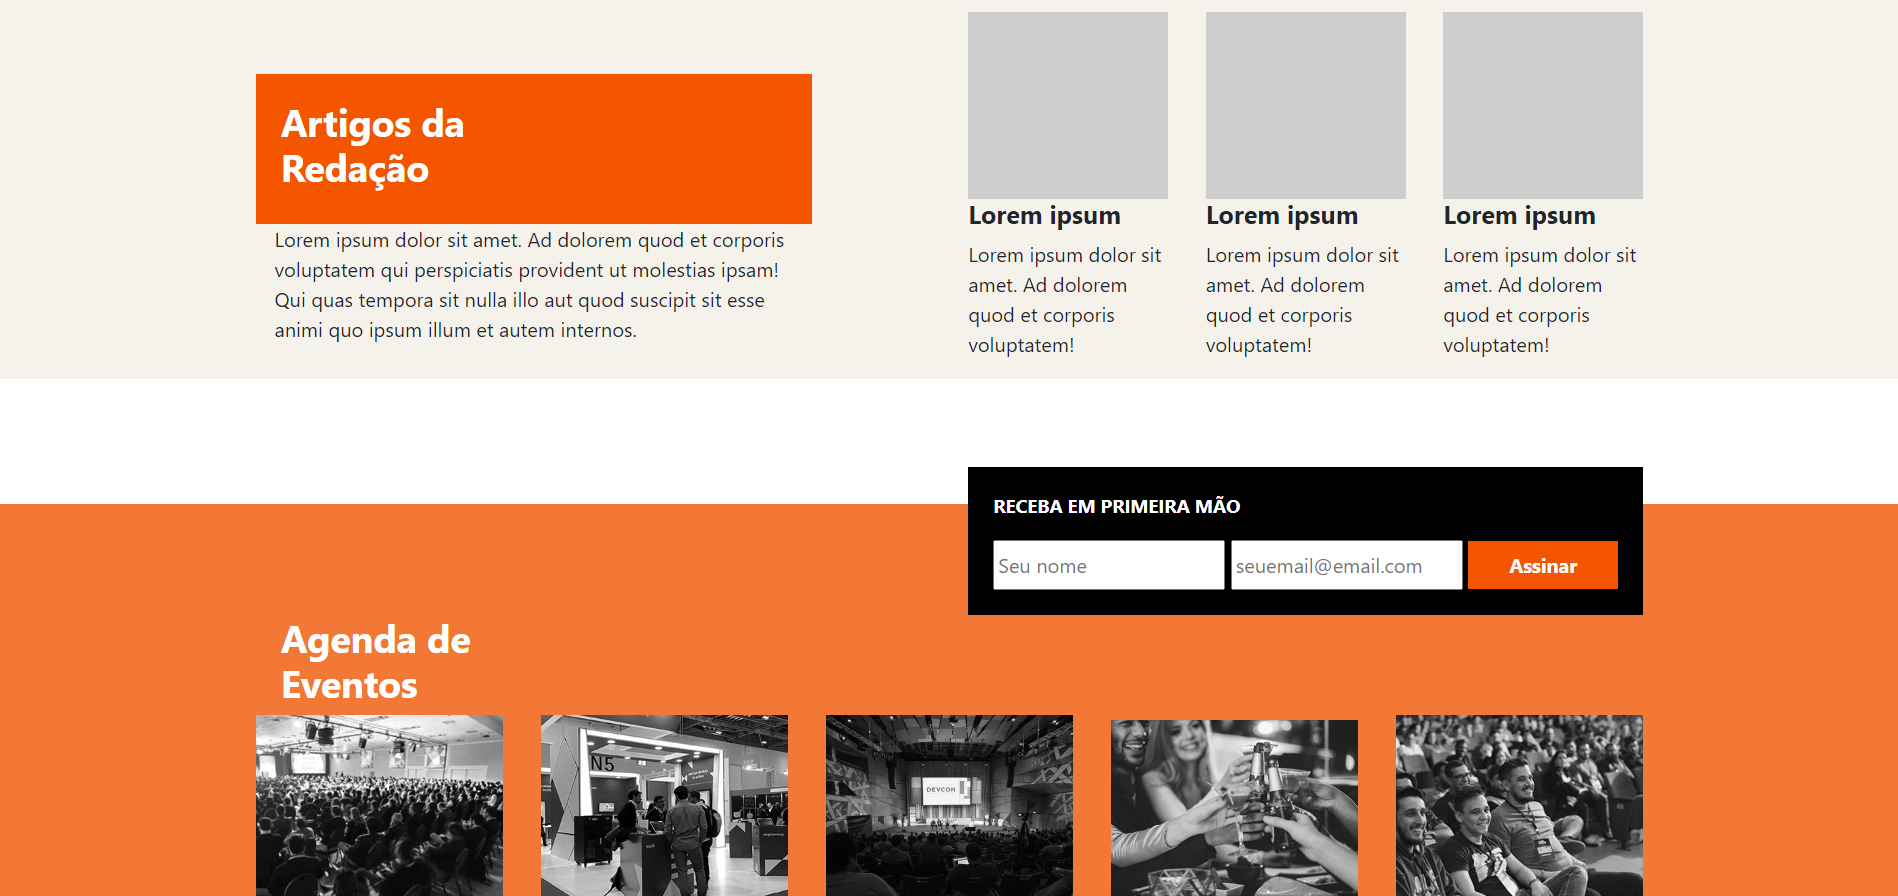 Artigos da
Redação
Lorem ipsum dolor sit amet. Ad dolorem quod et corporis
voluptatem qui perspiciatis provident ut molestias ipsam!
Qui quas tempora sit nulla illo aut quod suscipit sit esse
animi quo ipsum illum et autem internos.
Lorem ipsum
Lorem ipsum dolor sit
amet. Ad dolorem
quod et corporis
voluptatem!
Lorem ipsum
Lorem ipsum dolor sit
amet. Ad dolorem
quod et corporis
voluptatem!
Lorem ipsum
Lorem ipsum dolor sit
amet. Ad dolorem
quod et corporis
voluptatem!
RECEBA EM PRIMEIRA MÃO
Seu nome
seuemail@email.com
Assinar
Agenda de
Eventos
N5
DEVCON